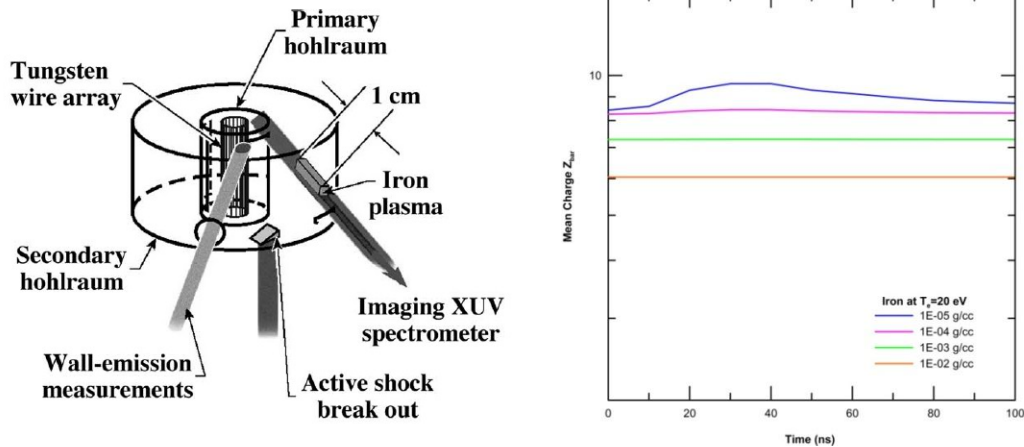 Primary
hohlraum
Tungsten
wire array
1 cm
Iron
plasma
Secondary
hohlraum
Imaging XUV
spectrometer
Wall-emission
measurements
Active shock
break out
10
Mean Charge Zbar
Iron at Te=20 eV
1E-05 g/cc
1E-04 g/cc
1E-03 g/cc
1E-02 g/cc
0 20 40 60 80 100
Time (ns)